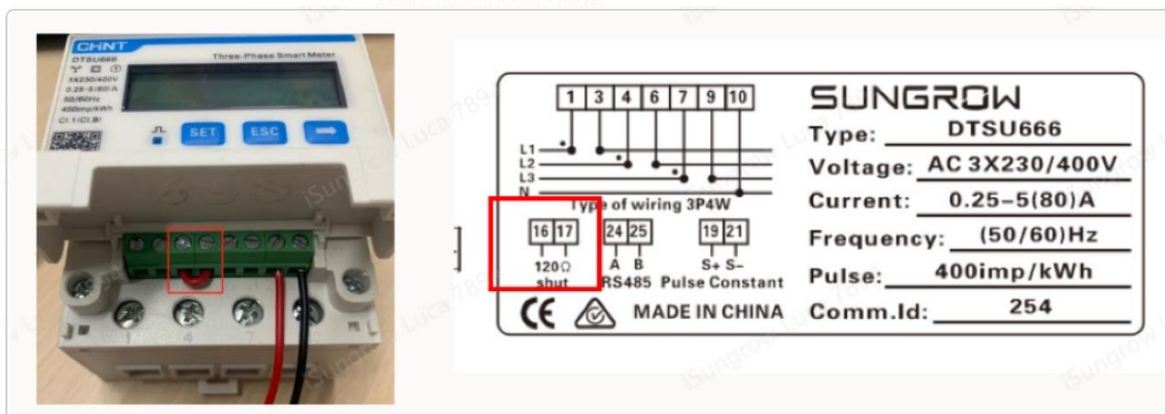 CHNT
DTSU666
Three-Phase Smart Meter
3X230/400V
0.25-5(80)A
50/60Hz
400imp/kWh
Cl.1(Cl.B)
SET
ESC
1 3 4 6 7 9 10
L1
L2
L3
N
Type of wiring 3P4W
16 17
24 25
19 21
120Ω
A B
S+ S-
shut
RS485
Pulse Constant
CE
MADE IN CHINA
SUNGROW
Type: DTSU666
Voltage: AC 3X230/400V
Current: 0.25-5(80)A
Frequency: (50/60)Hz
Pulse: 400imp/kWh
Comm.Id: 254